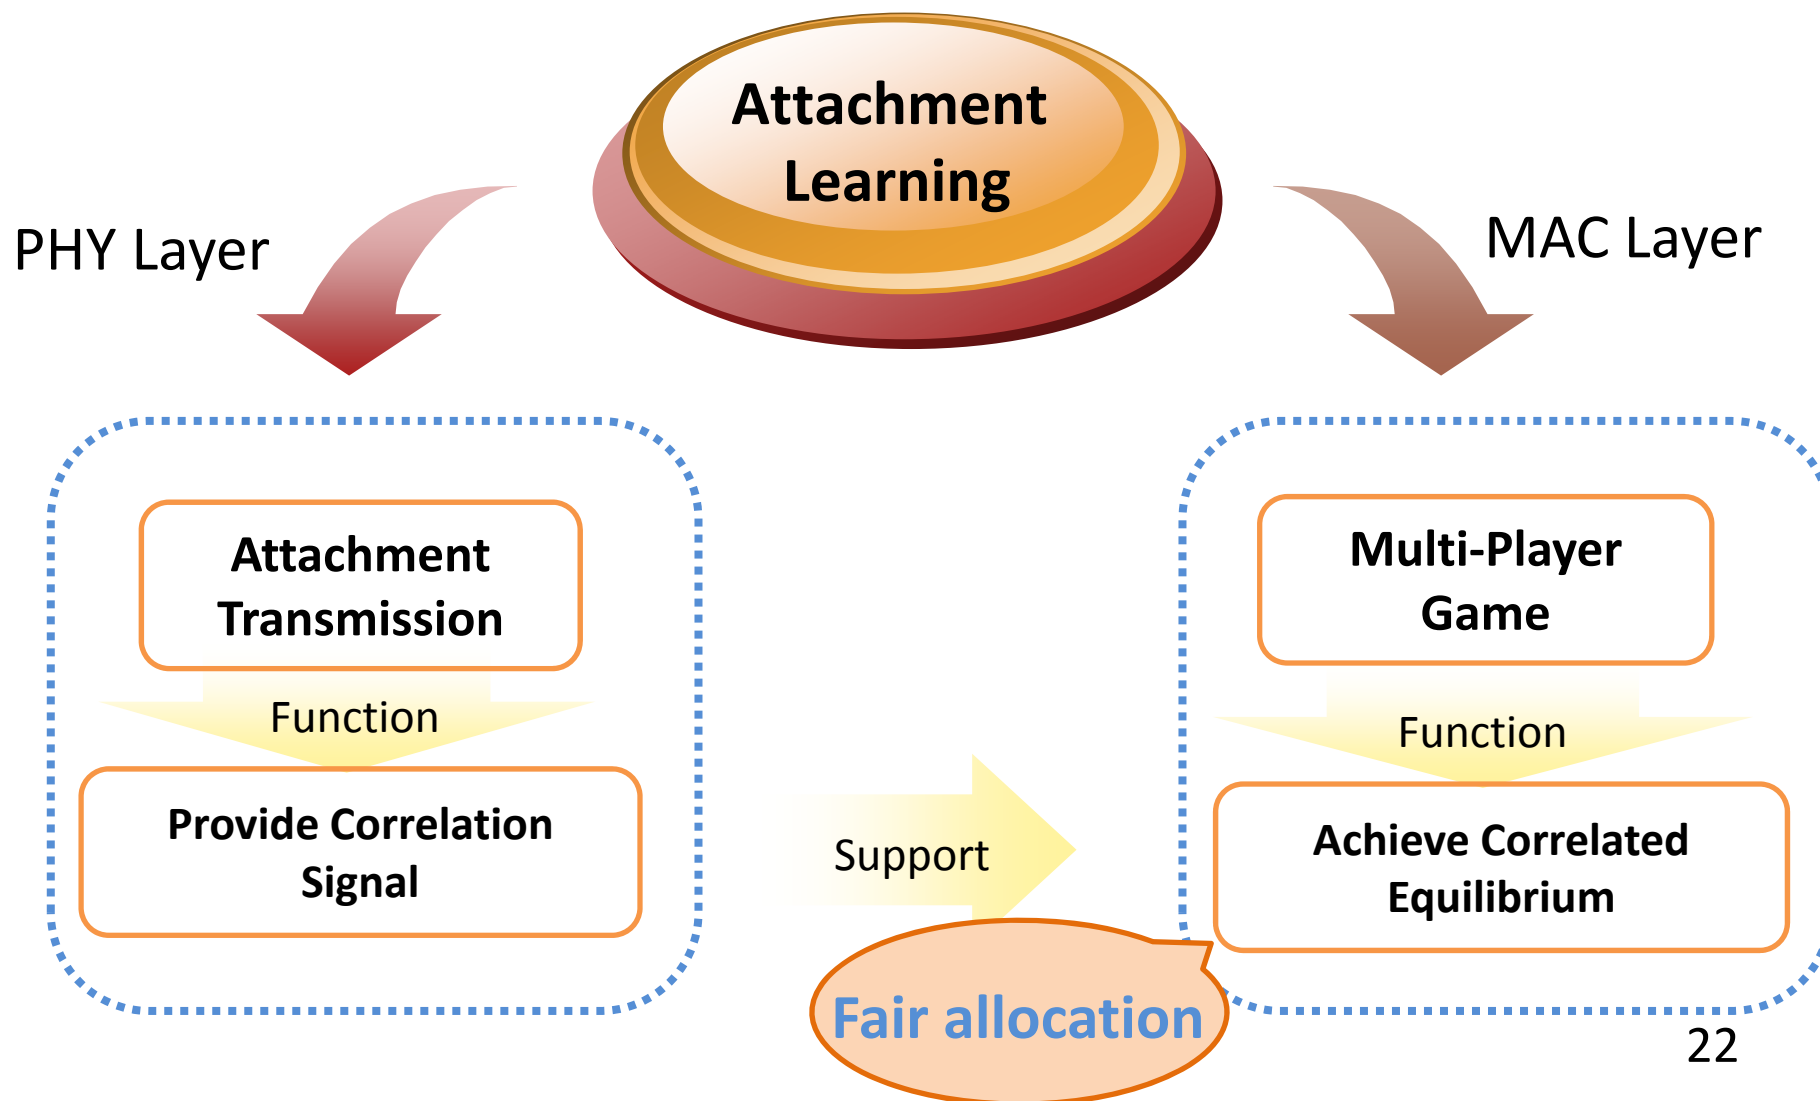 Attachment
Learning
PHY Layer
MAC Layer
Attachment
Transmission
Function
Provide Correlation
Signal
Support
Multi-Player
Game
Function
Achieve Correlated
Equilibrium
Fair allocation
22